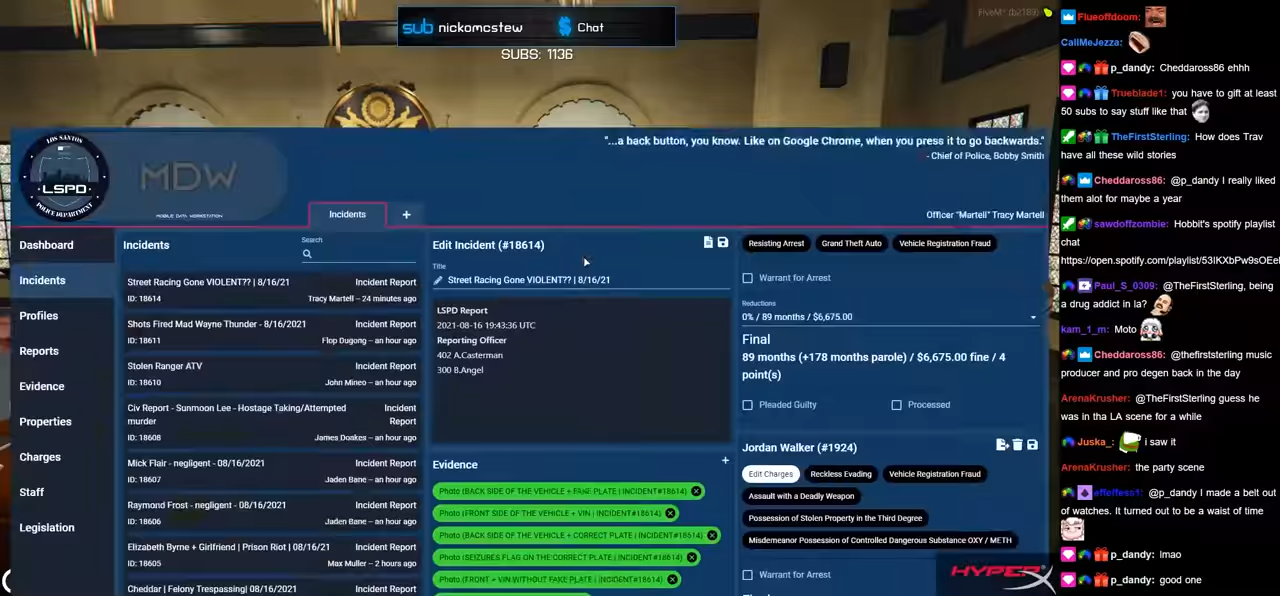 sub nickomcstew Chat
SUBS: 1136
FiveM® (b2189)
LOS SANTOS
LSPD
POLICE DEPARTMENT
MDW
MOBILE DATA WORKSTATION
"...a back button, you know. Like on Google Chrome, when you press it to go backwards."
- Chief of Police, Bobby Smith
Incidents
+
Officer "Martell" Tracy Martell
Dashboard
Incidents
Profiles
Reports
Evidence
Properties
Charges
Staff
Legislation
Incidents
Search
Street Racing Gone VIOLENT?? | 8/16/21 Incident Report
ID: 18614 Tracy Martell – 24 minutes ago
Shots Fired Mad Wayne Thunder - 8/16/2021 Incident Report
ID: 18611 Flop Dugong – an hour ago
Stolen Ranger ATV Incident Report
ID: 18610 John Mineo – an hour ago
Civ Report - Sunmoon Lee - Hostage Taking/Attempted Incident
murder Report
ID: 18608 James Doakes – an hour ago
Mick Flair - negligent - 08/16/2021 Incident Report
ID: 18607 Jaden Bane – an hour ago
Raymond Frost - negligent - 08/16/2021 Incident Report
ID: 18606 Jaden Bane – an hour ago
Elizabeth Byrne + Girlfriend | Prison Riot | 08/16/21 Incident Report
ID: 18605 Max Muller – 2 hours ago
Cheddar | Felony Trespassing| 08/16/21 Incident Report
Edit Incident (#18614)
Title
Street Racing Gone VIOLENT?? | 8/16/21
LSPD Report
2021-08-16 19:43:36 UTC
Reporting Officer
402 A.Casterman
300 B.Angel
Evidence
+
Photo (BACK SIDE OF THE VEHICLE + FAKE PLATE | INCIDENT#18614)
Photo (FRONT SIDE OF THE VEHICLE + VIN | INCIDENT#18614)
Photo (BACK SIDE OF THE VEHICLE + CORRECT PLATE | INCIDENT#18614)
Photo (SEIZURES FLAG ON THE CORRECT PLATE | INCIDENT#18614)
Photo (FRONT + VIN WITHOUT FAKE PLATE | INCIDENT#18614)
Resisting Arrest Grand Theft Auto Vehicle Registration Fraud
Warrant for Arrest
Reductions
0% / 89 months / $6,675.00
Final
89 months (+178 months parole) / $6,675.00 fine / 4
point(s)
Pleaded Guilty Processed
Jordan Walker (#1924)
Edit Charges Reckless Evading Vehicle Registration Fraud
Assault with a Deadly Weapon
Possession of Stolen Property in the Third Degree
Misdemeanor Possession of Controlled Dangerous Substance OXY / METH
Warrant for Arrest
HYPERX
Flueoffdoom:
CallMeJezza:
p_dandy: Cheddaross86 ehhh
Trueblade1: you have to gift at least
50 subs to say stuff like that
TheFirstSterling: How does Trav
have all these wild stories
Cheddaross86: @p_dandy I really liked
them alot for maybe a year
sawdoffzombie: Hobbit's spotify playlist
chat
Paul_S_0309: @TheFirstSterling, being
a drug addict in la?
kam_1_m: Moto
Cheddaross86: @thefirststerling music
producer and pro degen back in the day
ArenaKrusher: @TheFirstSterling guess he
was in tha LA scene for a while
Juska_: i saw it
ArenaKrusher: the party scene
effeffess1: @p_dandy I made a belt out
of watches. It turned out to be a waist of time
p_dandy: lmao
p_dandy: good one